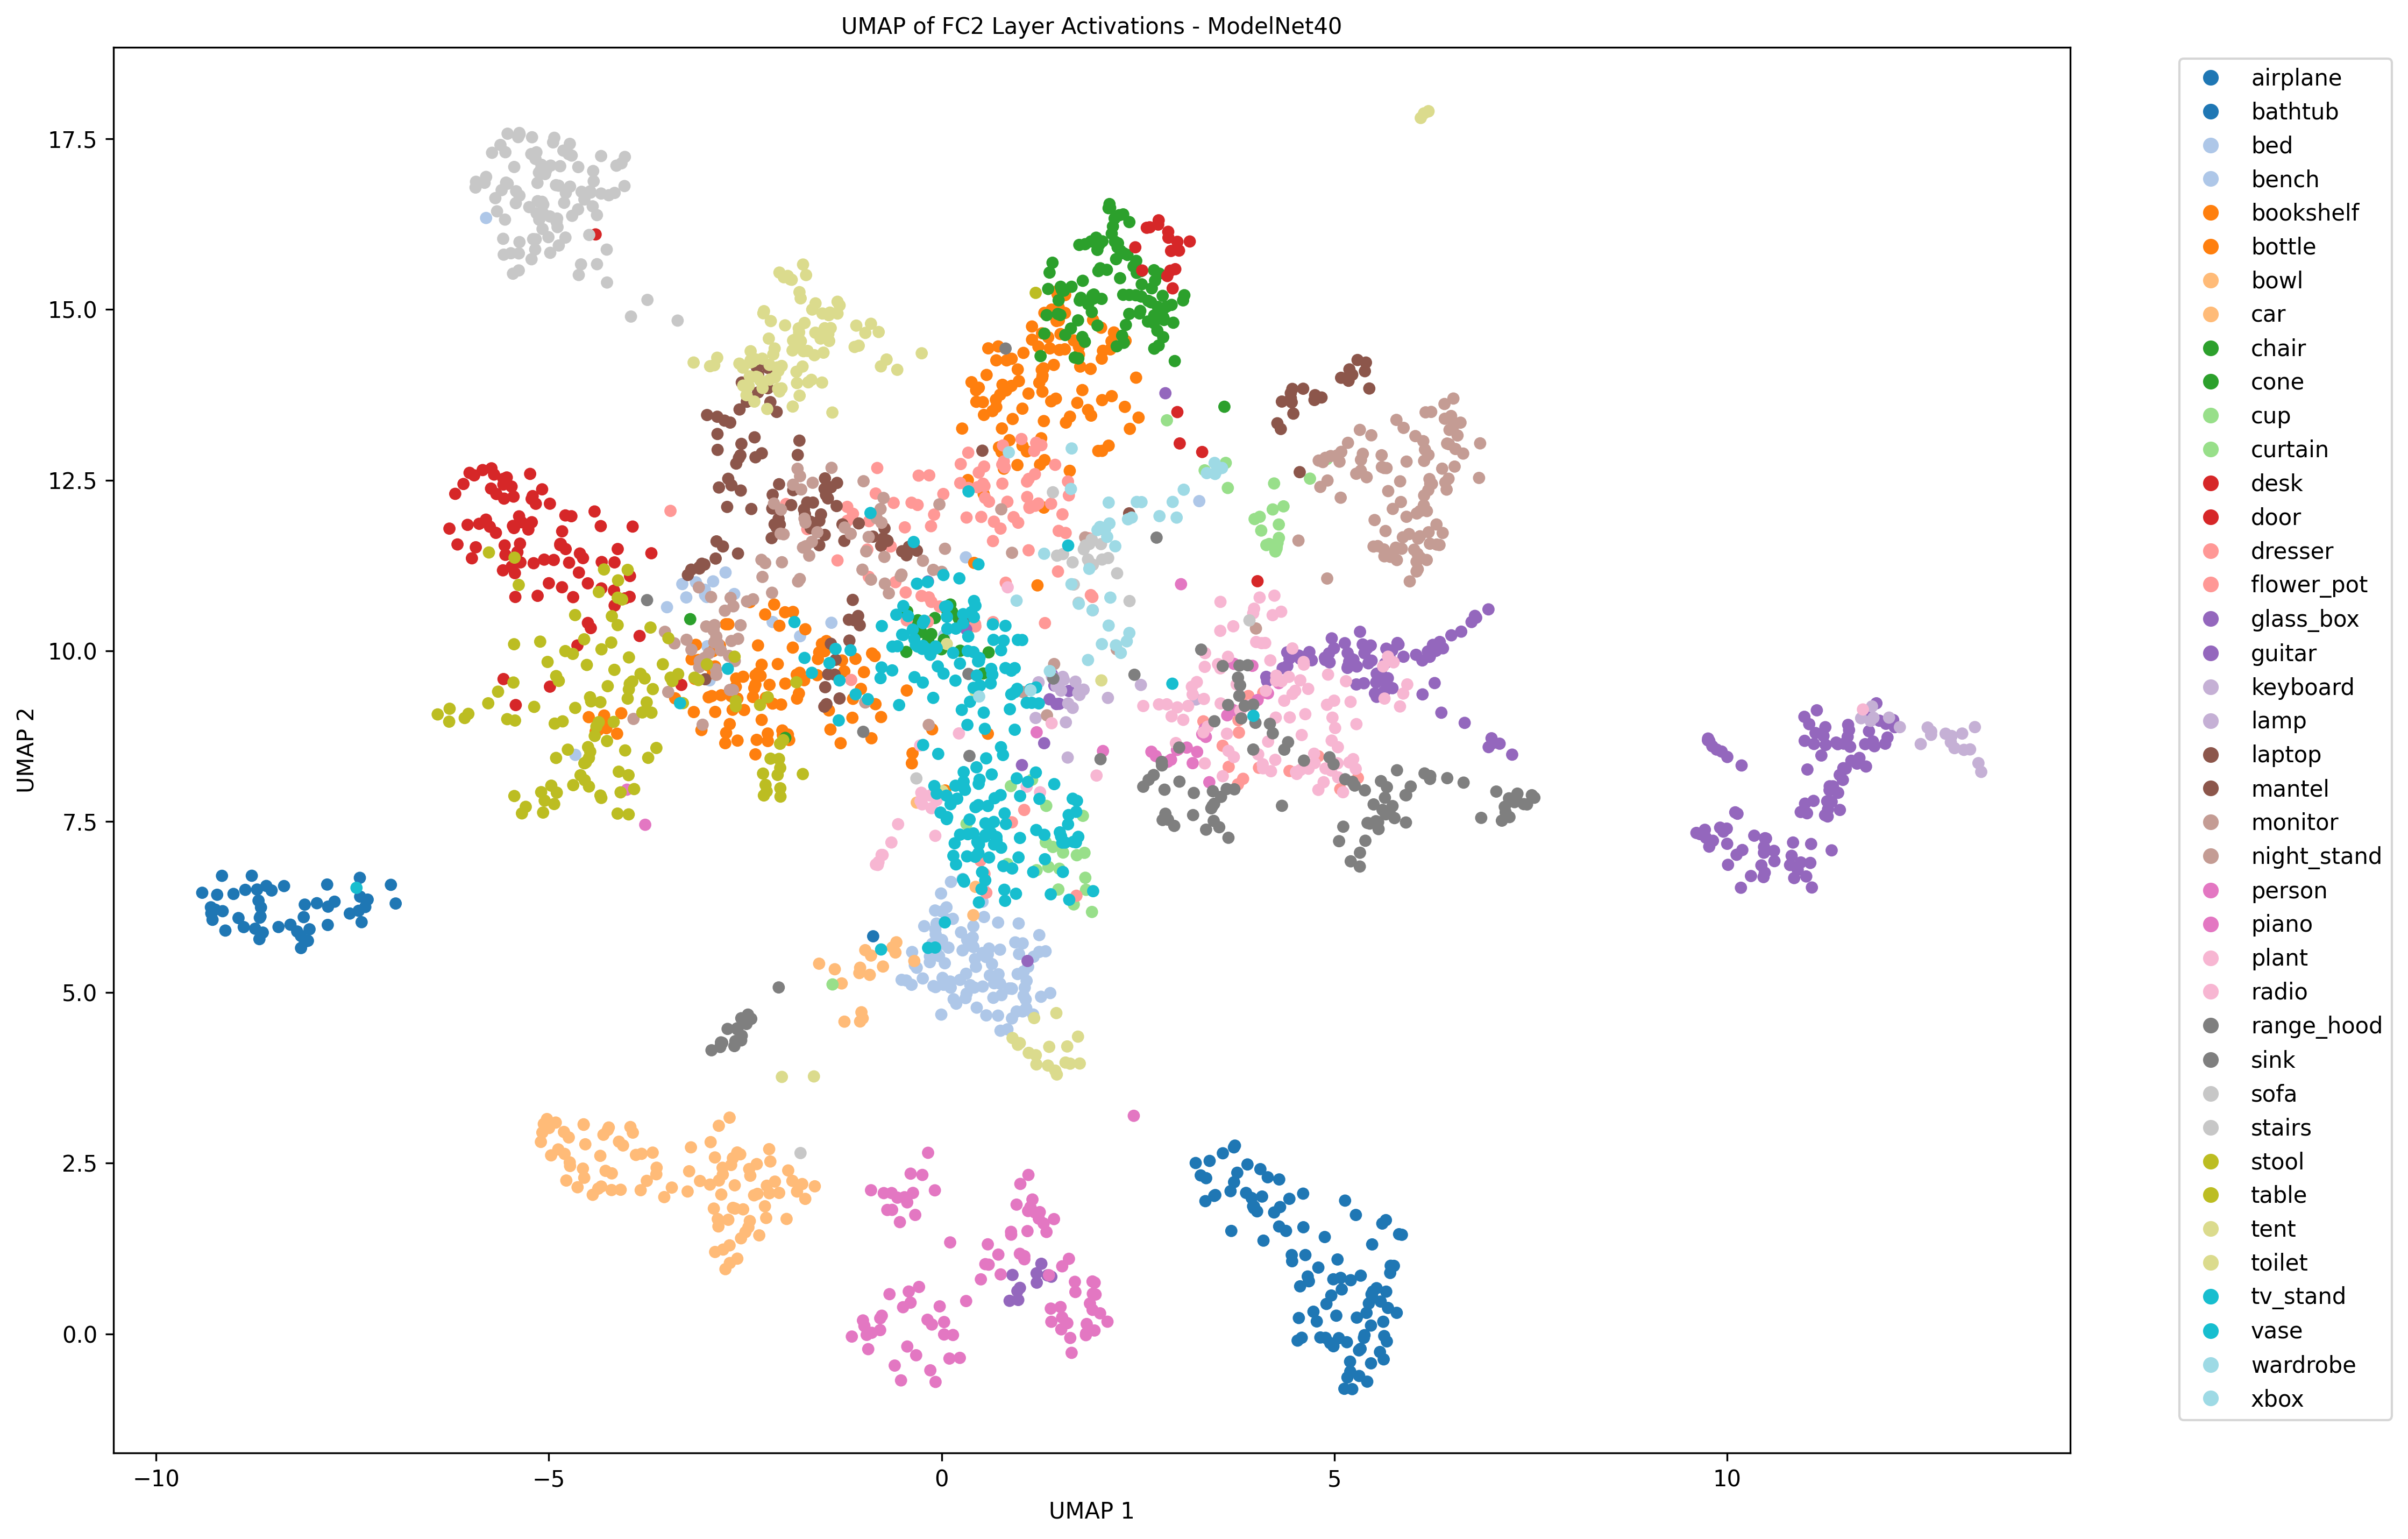 UMAP of FC2 Layer Activations - ModelNet40
17.5
15.0
12.5
10.0
7.5
5.0
2.5
0.0
UMAP 2
−10
−5
0
5
10
UMAP 1
airplane
bathtub
bed
bench
bookshelf
bottle
bowl
car
chair
cone
cup
curtain
desk
door
dresser
flower_pot
glass_box
guitar
keyboard
lamp
laptop
mantel
monitor
night_stand
person
piano
plant
radio
range_hood
sink
sofa
stairs
stool
table
tent
toilet
tv_stand
vase
wardrobe
xbox